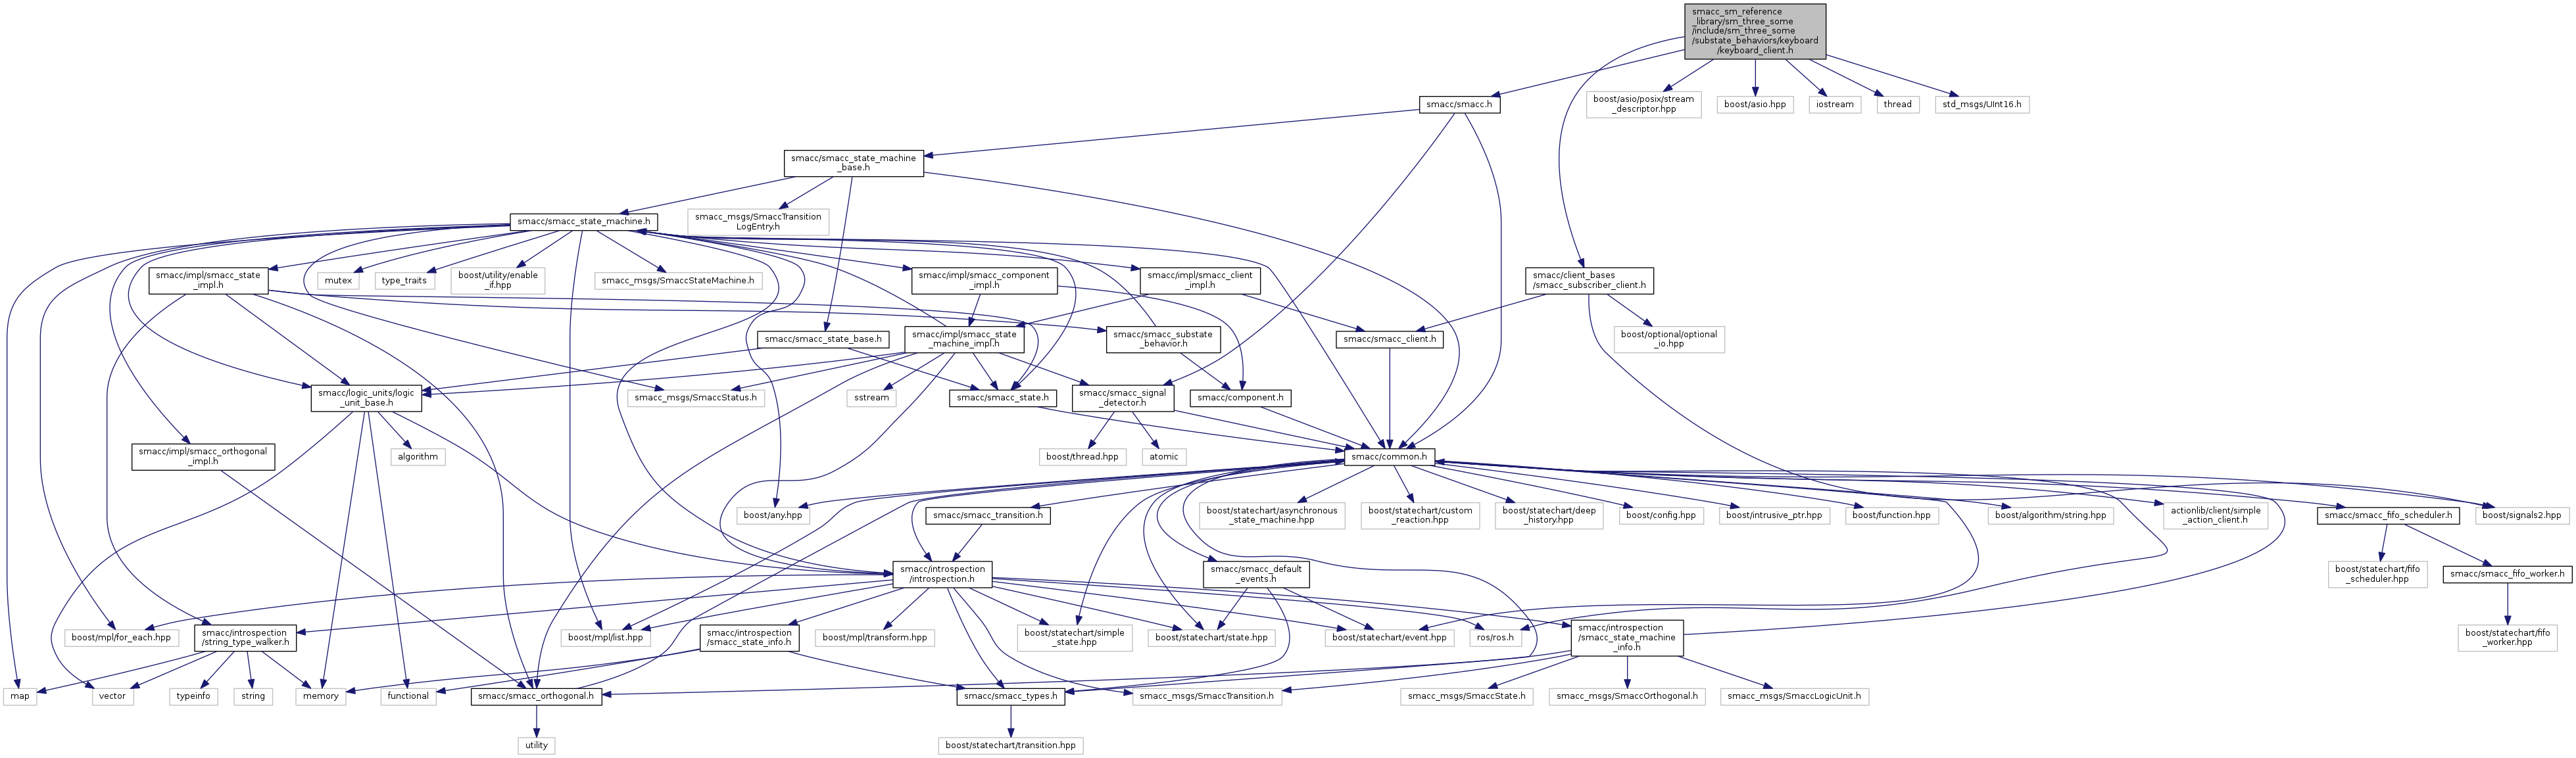 smacc_sm_reference
_library/sm_three_some
/include/sm_three_some
/substate_behaviors/keyboard
/keyboard_client.h
smacc/smacc.h
boost/asio/posix/stream
_descriptor.hpp
boost/asio.hpp
iostream
thread
std_msgs/UInt16.h
smacc/smacc_state_machine
_base.h
smacc/smacc_state_machine.h
smacc_msgs/SmaccTransition
LogEntry.h
smacc/impl/smacc_state
_impl.h
mutex
type_traits
boost/utility/enable
_if.hpp
smacc_msgs/SmaccStateMachine.h
smacc/impl/smacc_component
_impl.h
smacc/impl/smacc_client
_impl.h
smacc/client_bases
/smacc_subscriber_client.h
smacc/smacc_state_base.h
smacc/impl/smacc_state
_machine_impl.h
smacc/smacc_substate
_behavior.h
smacc/smacc_client.h
boost/optional/optional
_io.hpp
smacc/logic_units/logic
_unit_base.h
smacc_msgs/SmaccStatus.h
sstream
smacc/smacc_state.h
smacc/smacc_signal
_detector.h
smacc/component.h
smacc/impl/smacc_orthogonal
_impl.h
algorithm
boost/thread.hpp
atomic
smacc/common.h
boost/any.hpp
smacc/smacc_transition.h
boost/statechart/asynchronous
_state_machine.hpp
boost/statechart/custom
_reaction.hpp
boost/statechart/deep
_history.hpp
boost/config.hpp
boost/intrusive_ptr.hpp
boost/function.hpp
boost/algorithm/string.hpp
actionlib/client/simple
_action_client.h
smacc/smacc_fifo_scheduler.h
boost/signals2.hpp
smacc/introspection
/introspection.h
smacc/smacc_default
_events.h
boost/statechart/fifo
_scheduler.hpp
smacc/smacc_fifo_worker.h
boost/mpl/for_each.hpp
smacc/introspection
/string_type_walker.h
boost/mpl/list.hpp
smacc/introspection
/smacc_state_info.h
boost/mpl/transform.hpp
boost/statechart/simple
_state.hpp
boost/statechart/state.hpp
boost/statechart/event.hpp
ros/ros.h
smacc/introspection
/smacc_state_machine
_info.h
boost/statechart/fifo
_worker.hpp
map
vector
typeinfo
string
memory
functional
smacc/smacc_orthogonal.h
smacc/smacc_types.h
smacc_msgs/SmaccTransition.h
smacc_msgs/SmaccState.h
smacc_msgs/SmaccOrthogonal.h
smacc_msgs/SmaccLogicUnit.h
utility
boost/statechart/transition.hpp